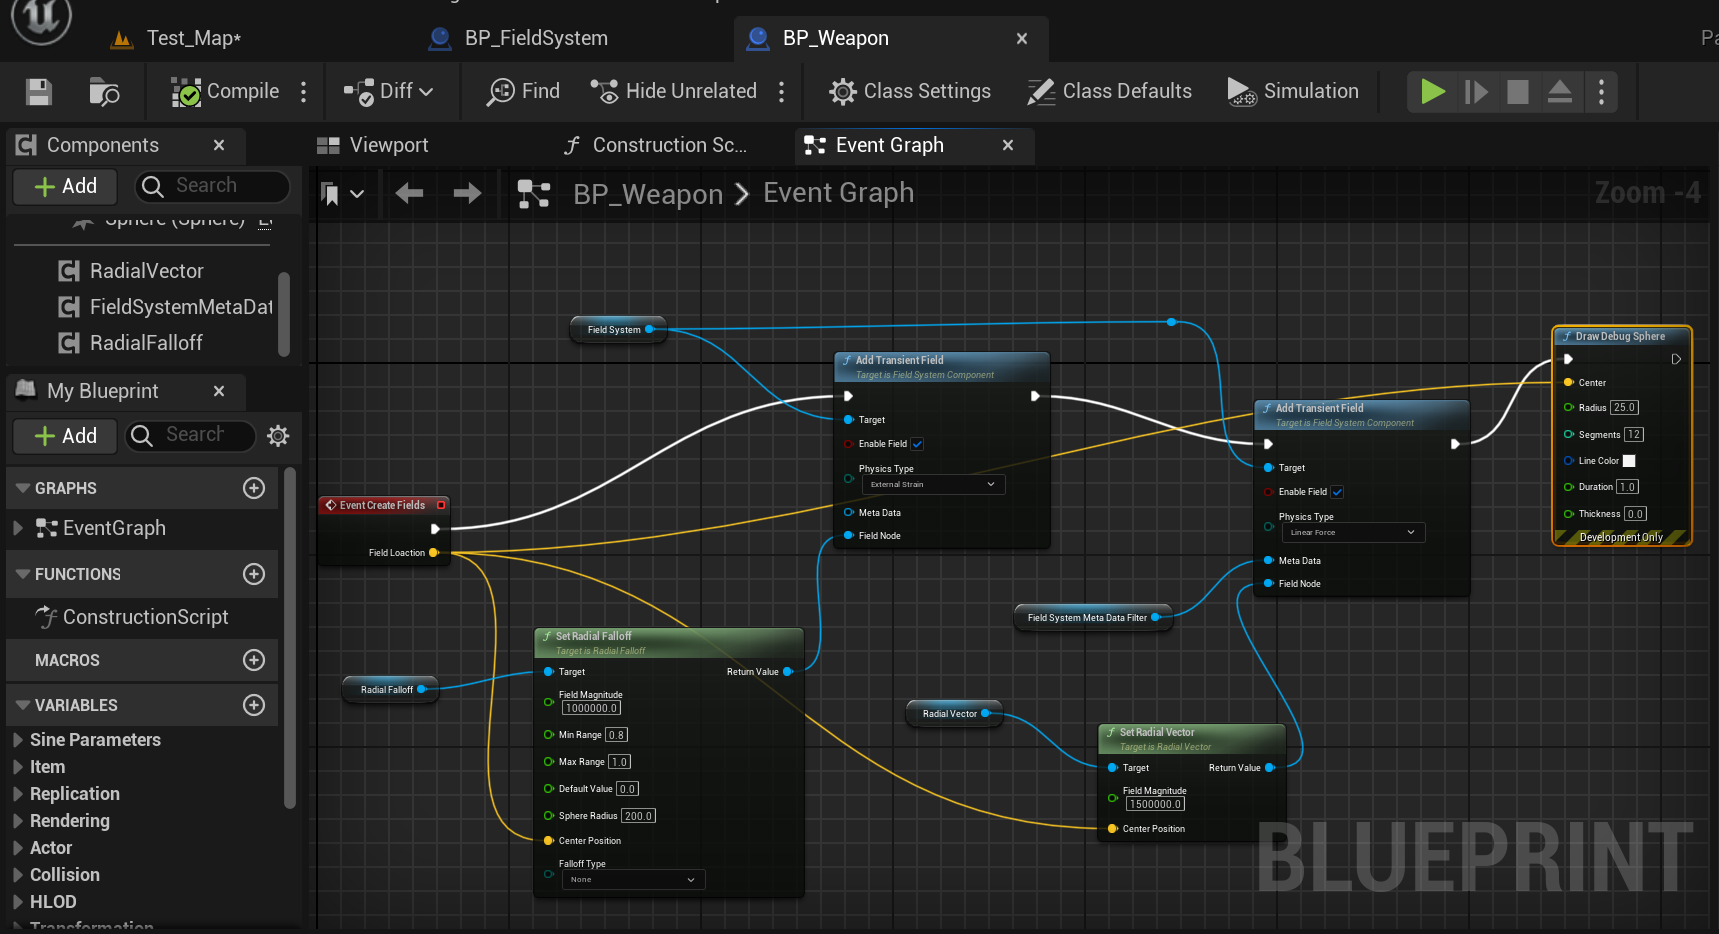 Test_Map*
BP_FieldSystem
BP_Weapon
Pa
Compile
Diff
Find
Hide Unrelated
Class Settings
Class Defaults
Simulation
Components
Viewport
Construction Sc...
Event Graph
Add
Search
BP_Weapon
Event Graph
Zoom -4
Sphere (Sphere)
RadialVector
FieldSystemMetaDat
RadialFalloff
My Blueprint
Add
Search
GRAPHS
EventGraph
FUNCTIONS
ConstructionScript
MACROS
VARIABLES
Sine Parameters
Item
Replication
Rendering
Actor
Collision
HLOD
Transformation
Field System
Add Transient Field
Target is Field System Component
Target
Enable Field
Physics Type
External Strain
Meta Data
Field Node
Event Create Fields
Field Loaction
Set Radial Falloff
Target is Radial Falloff
Target
Return Value
Field Magnitude
1000000.0
Min Range 0.8
Max Range 1.0
Default Value 0.0
Sphere Radius 200.0
Center Position
Falloff Type
None
Radial Falloff
Add Transient Field
Target is Field System Component
Target
Enable Field
Physics Type
Linear Force
Meta Data
Field Node
Field System Meta Data Filter
Radial Vector
Set Radial Vector
Target is Radial Vector
Target
Return Value
Field Magnitude
1500000.0
Center Position
Draw Debug Sphere
Center
Radius 25.0
Segments 12
Line Color
Duration 1.0
Thickness 0.0
Development Only
BLUEPRINT